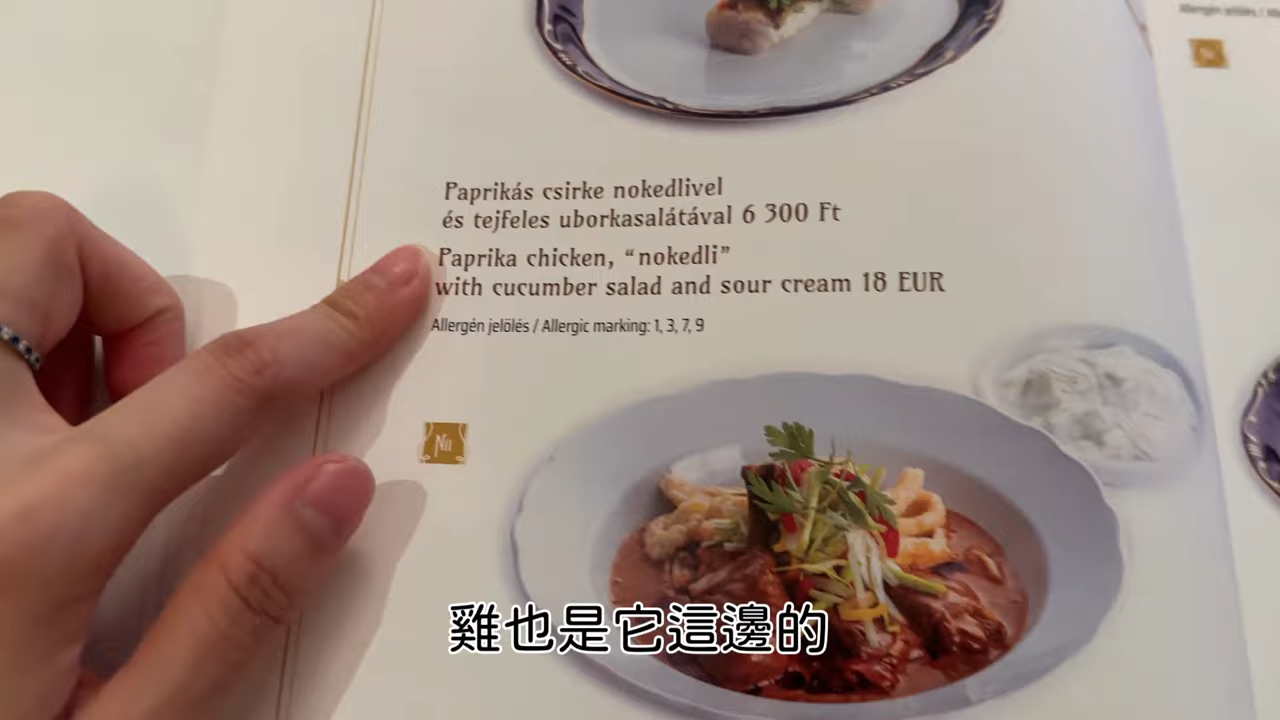 Paprikás csirke nokedlivel
és tejfeles uborkasalátával 6 300 Ft
Paprika chicken, “nokedli”
with cucumber salad and sour cream 18 EUR
Allergén jelölés / Allergic marking: 1, 3, 7, 9
雞也是它這邊的